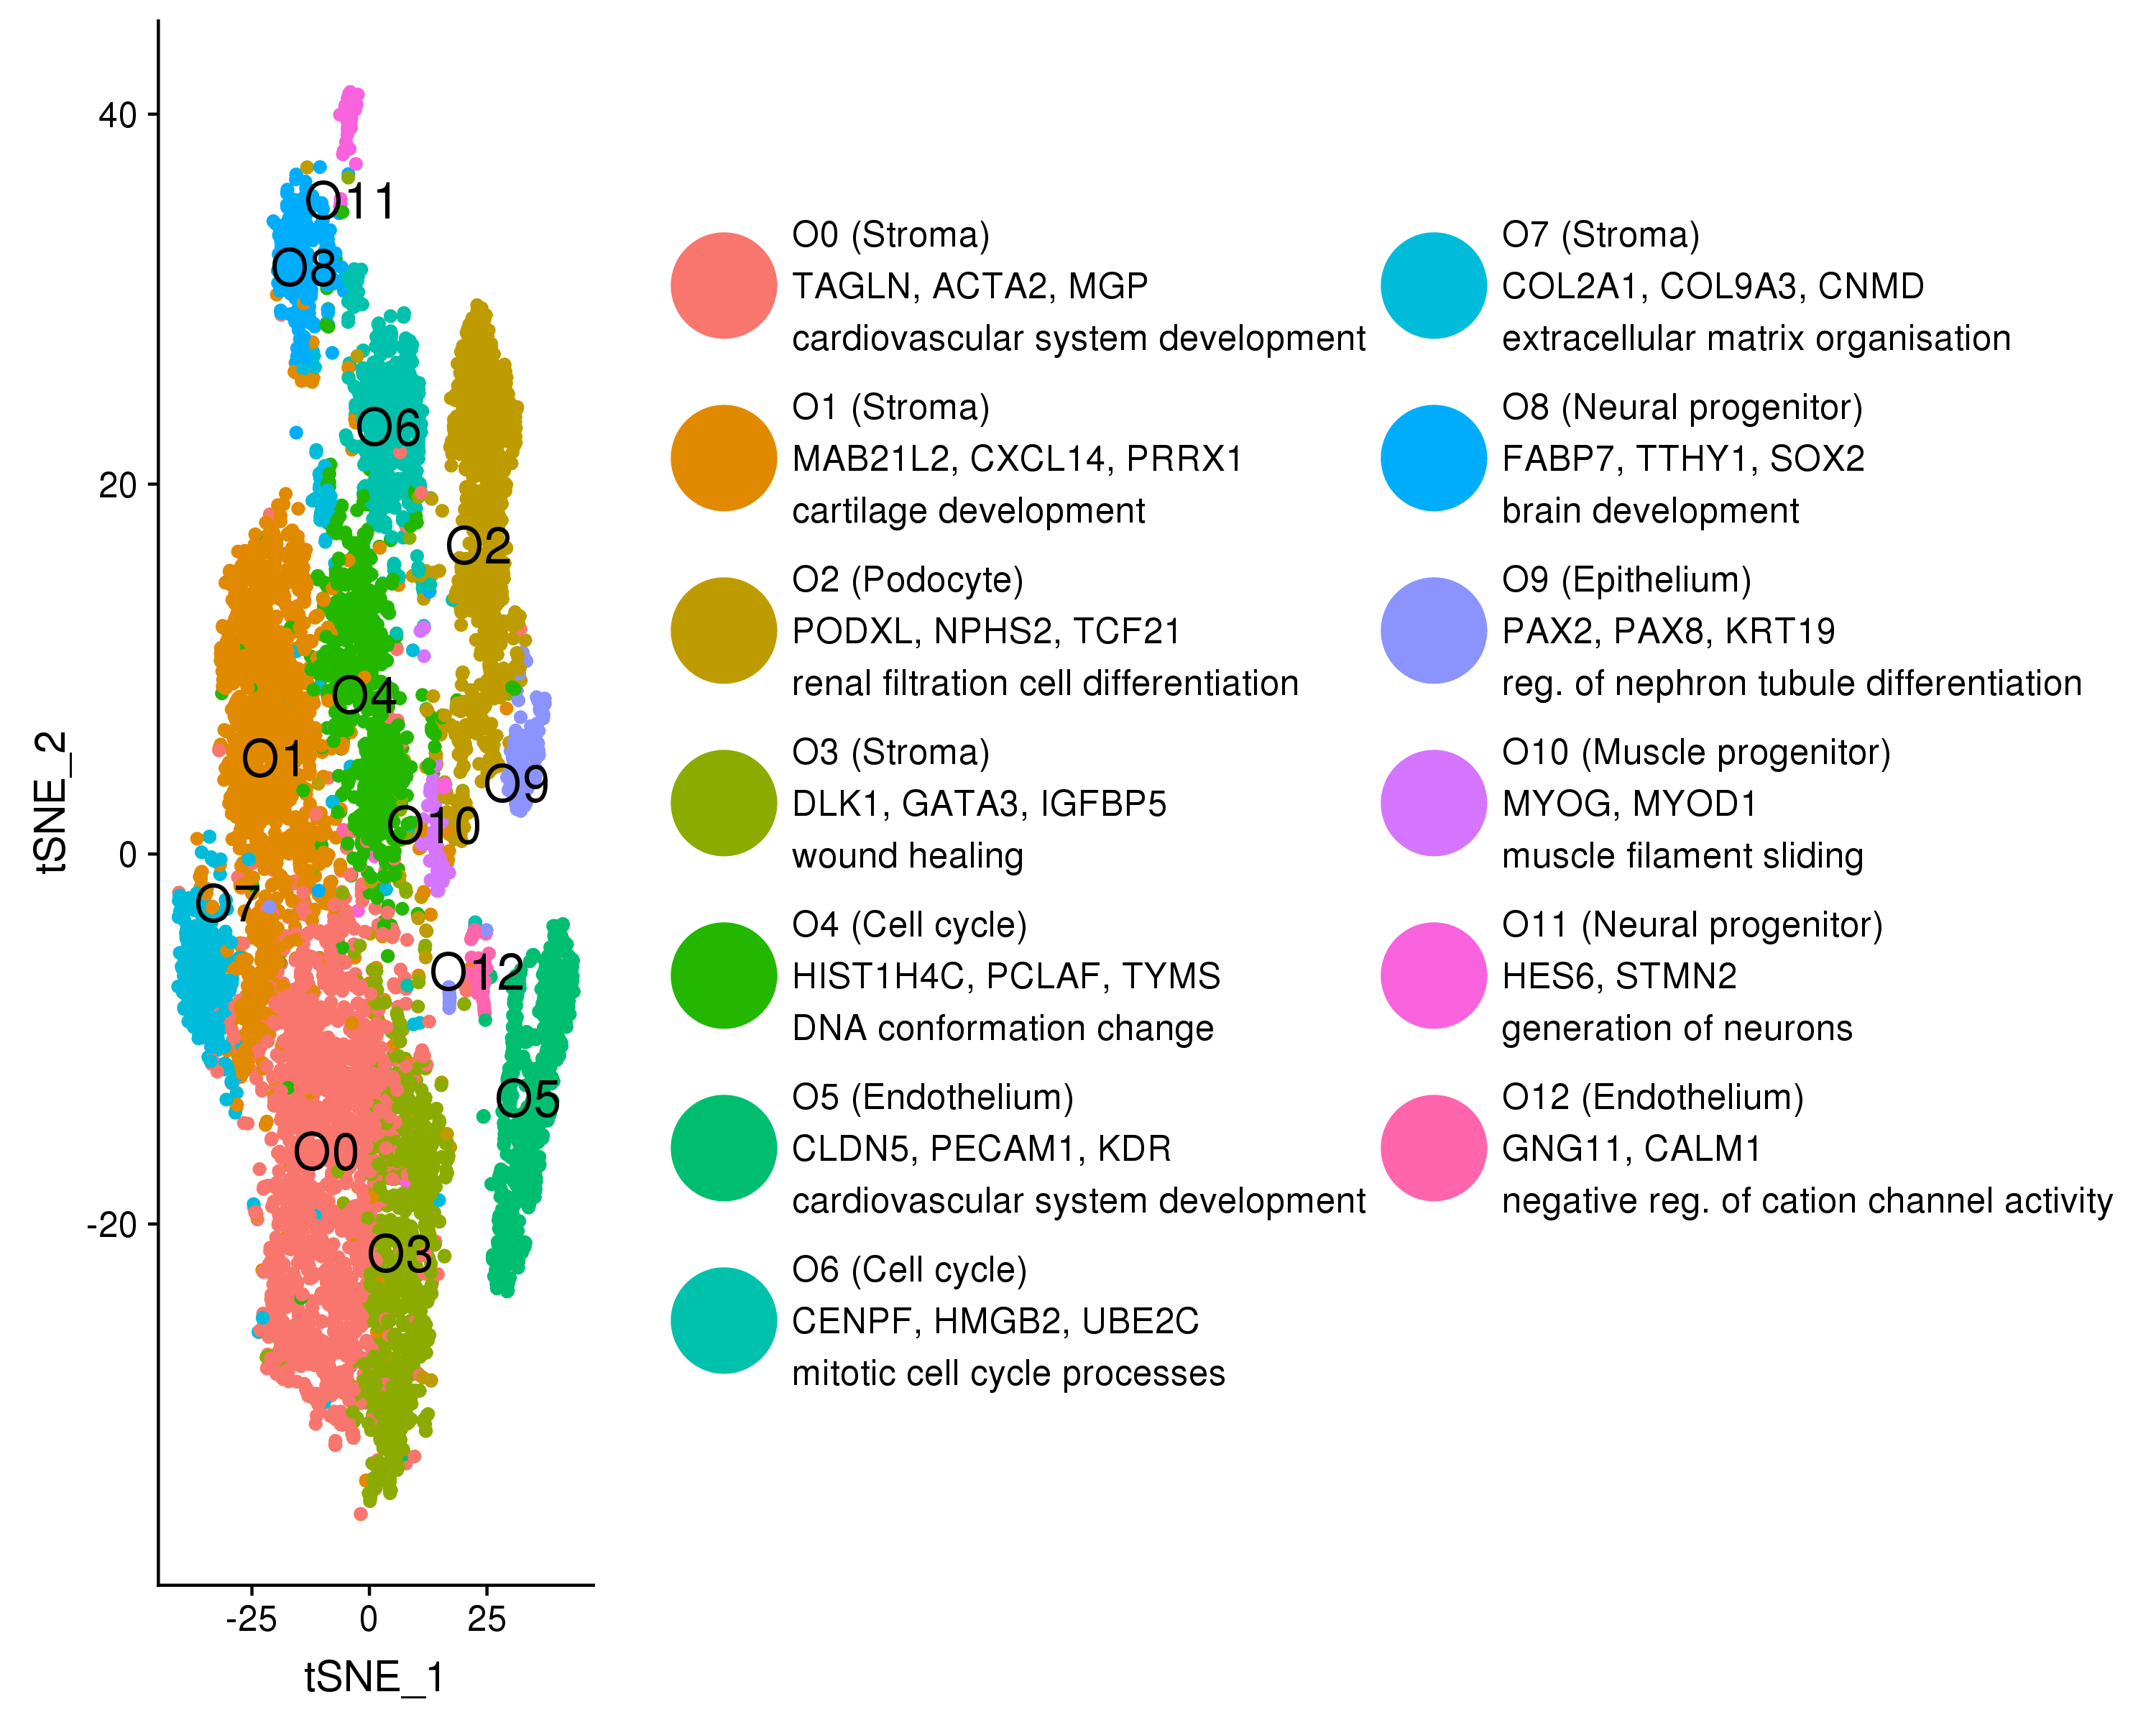 40
20
0
-20
tSNE_2
-25
0
25
tSNE_1
O11
O8
O6
O2
O4
O1
O9
O10
O7
O12
O5
O0
O3
O0 (Stroma)
TAGLN, ACTA2, MGP
cardiovascular system development
O1 (Stroma)
MAB21L2, CXCL14, PRRX1
cartilage development
O2 (Podocyte)
PODXL, NPHS2, TCF21
renal filtration cell differentiation
O3 (Stroma)
DLK1, GATA3, IGFBP5
wound healing
O4 (Cell cycle)
HIST1H4C, PCLAF, TYMS
DNA conformation change
O5 (Endothelium)
CLDN5, PECAM1, KDR
cardiovascular system development
O6 (Cell cycle)
CENPF, HMGB2, UBE2C
mitotic cell cycle processes
O7 (Stroma)
COL2A1, COL9A3, CNMD
extracellular matrix organisation
O8 (Neural progenitor)
FABP7, TTHY1, SOX2
brain development
O9 (Epithelium)
PAX2, PAX8, KRT19
reg. of nephron tubule differentiation
O10 (Muscle progenitor)
MYOG, MYOD1
muscle filament sliding
O11 (Neural progenitor)
HES6, STMN2
generation of neurons
O12 (Endothelium)
GNG11, CALM1
negative reg. of cation channel activity